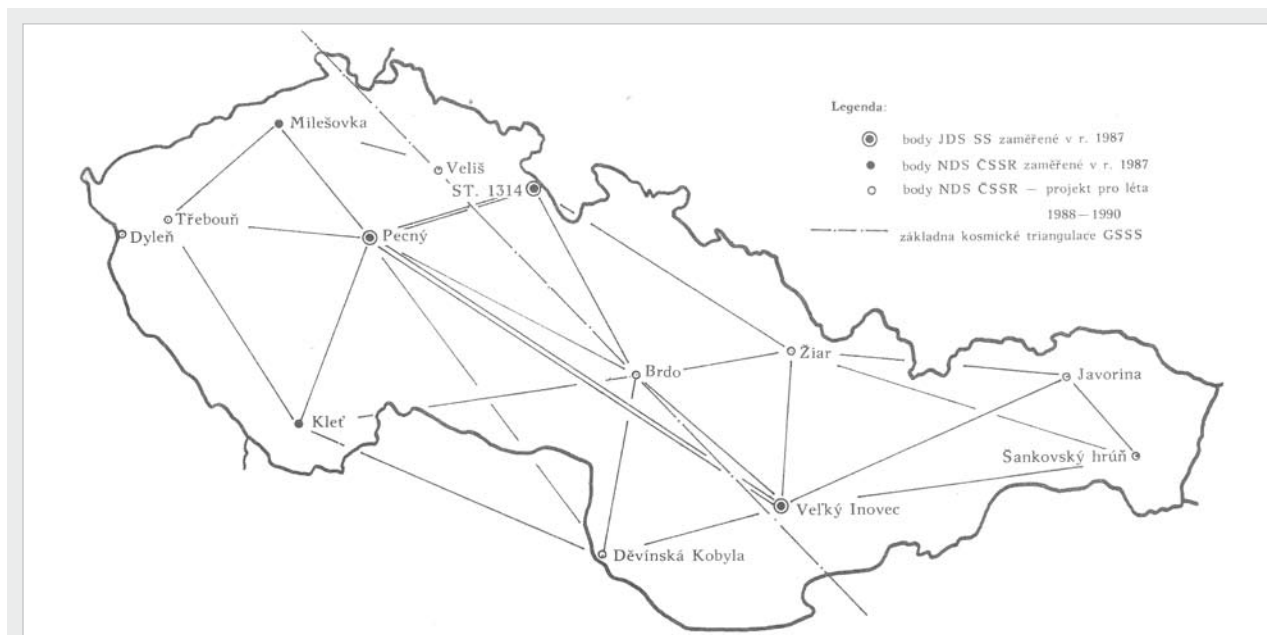 Legenda:
body JDS SS zaměřené v r. 1987
body NDS ČSSR zaměřené v r. 1987
body NDS ČSSR — projekt pro léta
1988—1990
základna kosmické triangulace GSSS
Milešovka
Veliš
ST. 1314
Třebouň
Dyleň
Pecný
Žiar
Brdo
Javorina
Kleť
Šankovský hrúň
Veľký Inovec
Děvínská Kobyla